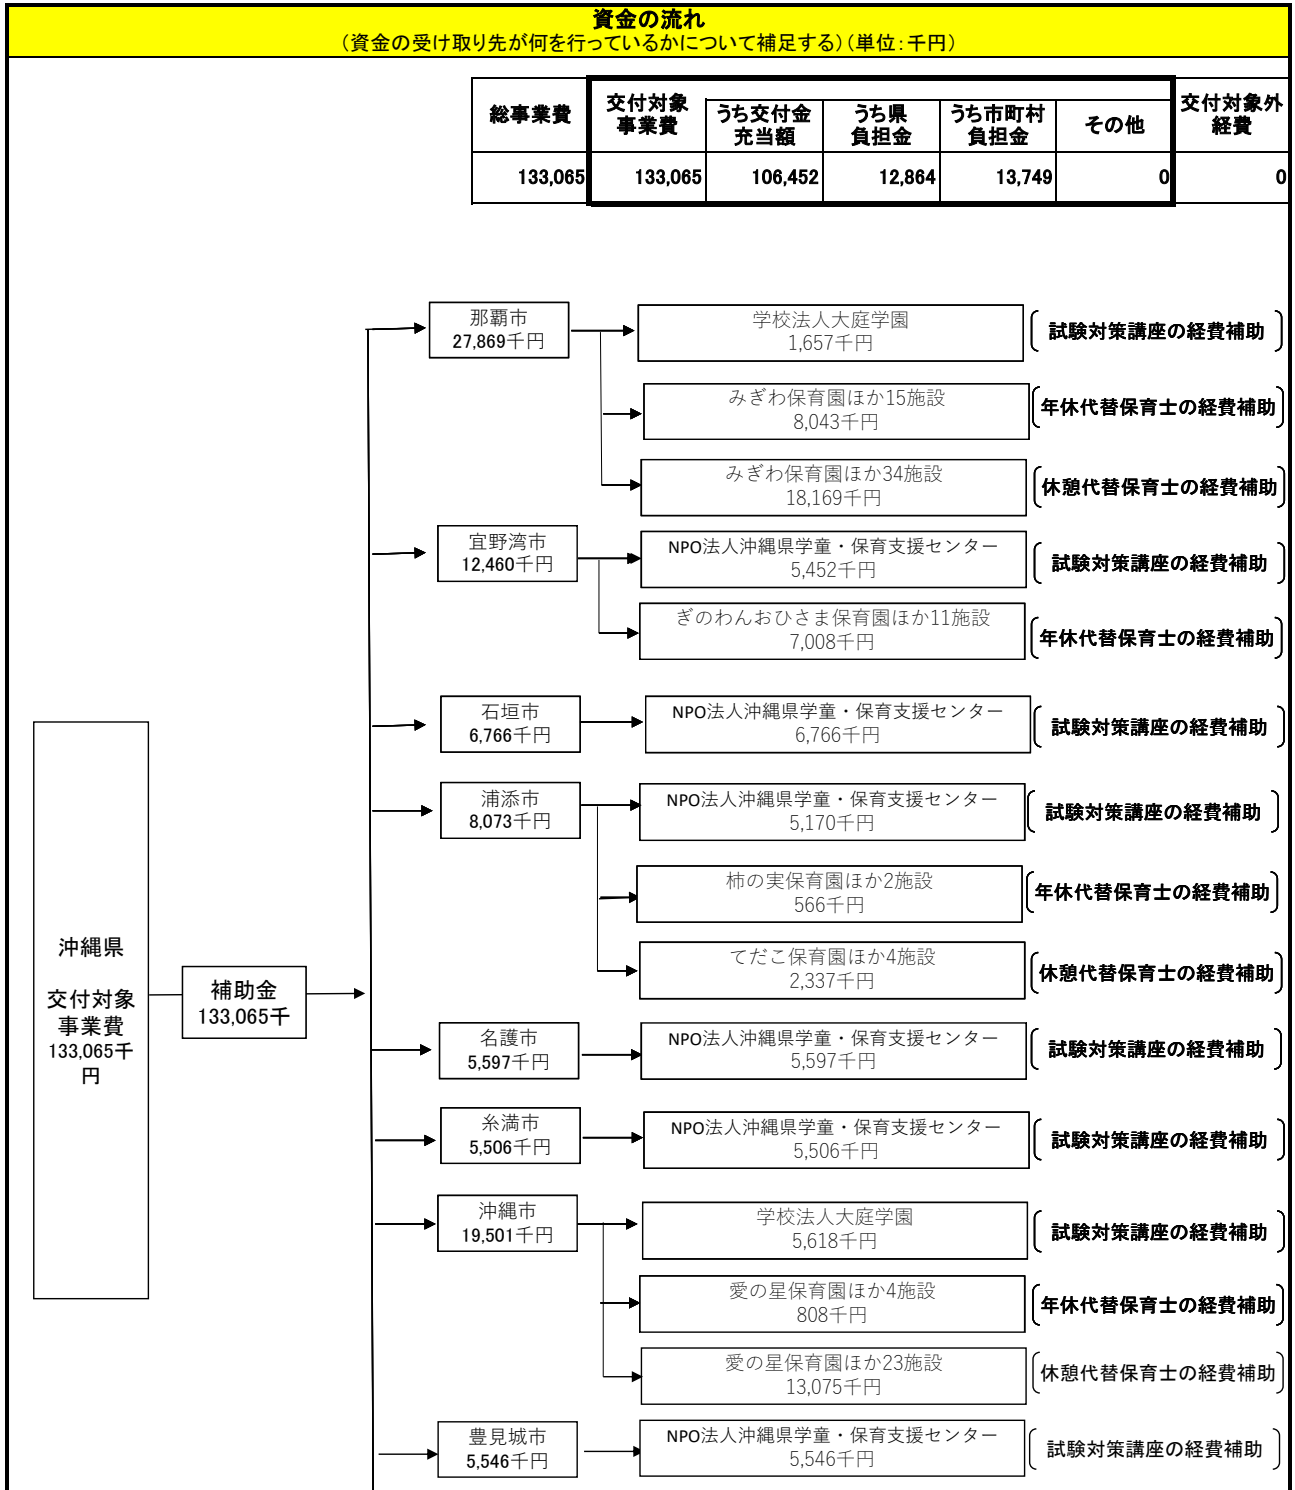 資金の流れ
（資金の受け取り先が何を行っているかについて補足する）（単位：千円）
総事業費
交付対象
事業費
うち交付金
充当額
うち県
負担金
うち市町村
負担金
その他
交付対象外
経費
133,065
133,065
106,452
12,864
13,749
0
0
沖縄県
交付対象
事業費
133,065千
円
補助金
133,065千
那覇市
27,869千円
学校法人大庭学園
1,657千円
試験対策講座の経費補助
みぎわ保育園ほか15施設
8,043千円
年休代替保育士の経費補助
みぎわ保育園ほか34施設
18,169千円
休憩代替保育士の経費補助
宜野湾市
12,460千円
NPO法人沖縄県学童・保育支援センター
5,452千円
試験対策講座の経費補助
ぎのわんおひさま保育園ほか11施設
7,008千円
年休代替保育士の経費補助
石垣市
6,766千円
NPO法人沖縄県学童・保育支援センター
6,766千円
試験対策講座の経費補助
浦添市
8,073千円
NPO法人沖縄県学童・保育支援センター
5,170千円
試験対策講座の経費補助
柿の実保育園ほか2施設
566千円
年休代替保育士の経費補助
てだこ保育園ほか4施設
2,337千円
休憩代替保育士の経費補助
名護市
5,597千円
NPO法人沖縄県学童・保育支援センター
5,597千円
試験対策講座の経費補助
糸満市
5,506千円
NPO法人沖縄県学童・保育支援センター
5,506千円
試験対策講座の経費補助
沖縄市
19,501千円
学校法人大庭学園
5,618千円
試験対策講座の経費補助
愛の星保育園ほか4施設
808千円
年休代替保育士の経費補助
愛の星保育園ほか23施設
13,075千円
休憩代替保育士の経費補助
豊見城市
5,546千円
NPO法人沖縄県学童・保育支援センター
5,546千円
試験対策講座の経費補助